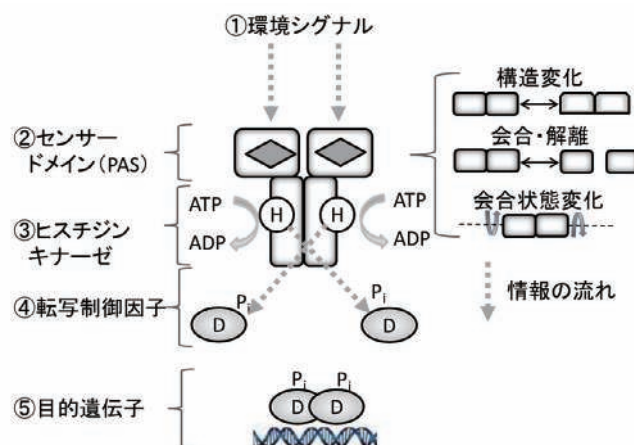 ①環境シグナル
②センサー
ドメイン(PAS)
③ヒスチジン
キナーゼ
④転写制御因子
⑤目的遺伝子
ATP
ADP
H
H
ATP
ADP
Pi
D
Pi
D
Pi
Pi
D
D
構造変化
会合・解離
会合状態変化
情報の流れ